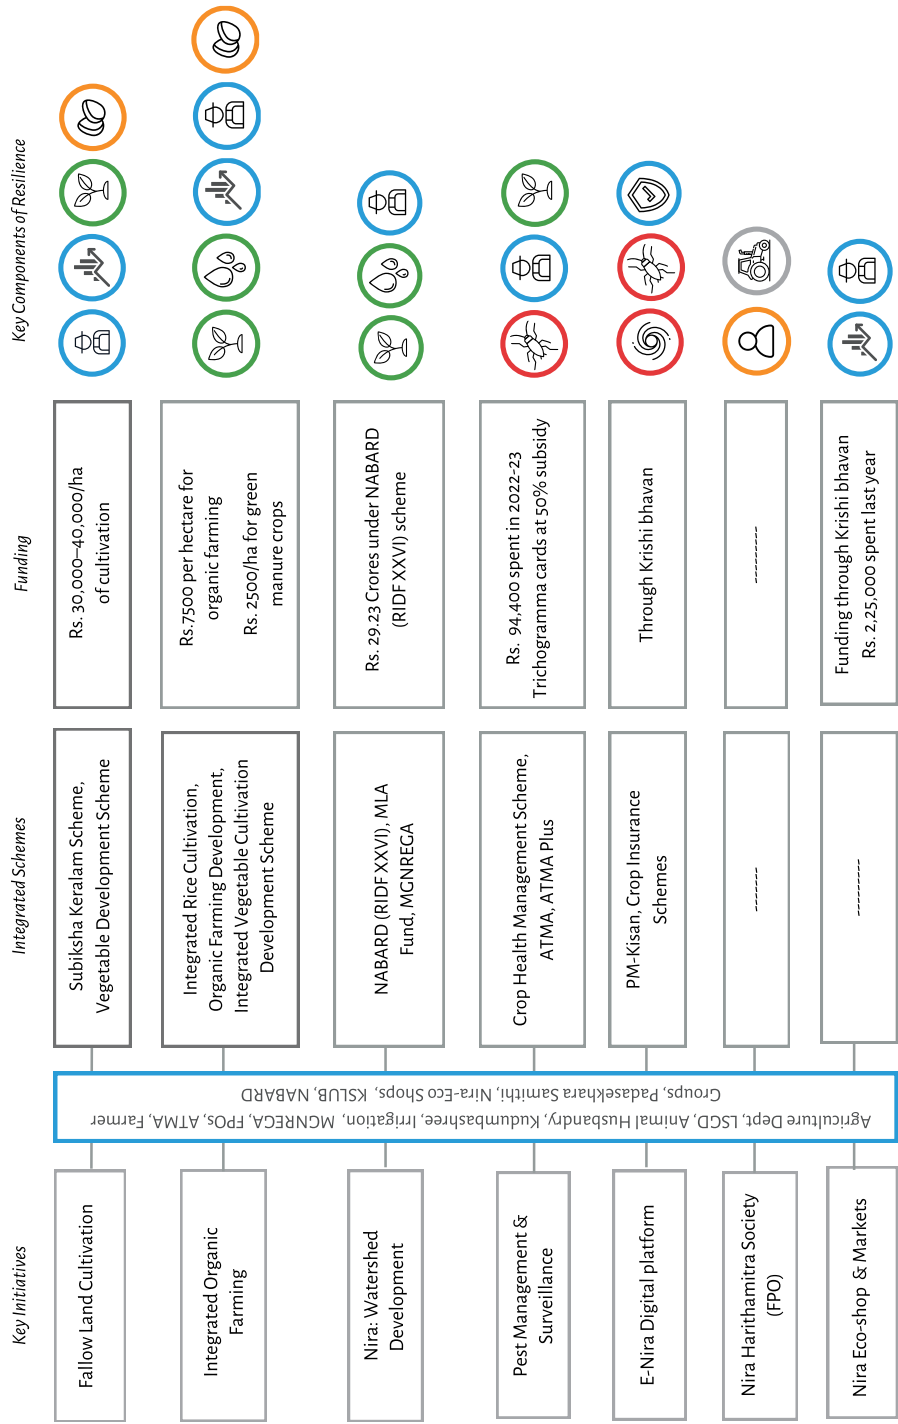 Key Initiatives
Integrated Schemes
Funding
Key Components of Resilience
Fallow Land Cultivation
Subiksha Keralam Scheme,
Vegetable Development Scheme
Rs. 30,000–40,000/ha
of cultivation
Integrated Organic
Farming
Integrated Rice Cultivation,
Organic Farming Development,
Integrated Vegetable Cultivation
Development Scheme
Rs.7500 per hectare for
organic farming
Rs. 2500/ha for green
manure crops
Nira: Watershed
Development
NABARD (RIDF XXVI), MLA
Fund, MGNREGA
Rs. 29.23 Crores under NABARD
(RIDF XXVI) scheme
Pest Management &
Surveillance
Crop Health Management Scheme,
ATMA, ATMA Plus
Rs. 94,400 spent in 2022-23
Trichogramma cards at 50% subsidy
E-Nira Digital platform
PM-Kisan, Crop Insurance
Schemes
Through Krishi bhavan
Nira Harithamitra Society
(FPO)
-------
---------
Nira Eco-shop & Markets
---------
Funding through Krishi bhavan
Rs. 2,25,000 spent last year
Agriculture Dept, LSGD, Animal Husbandry, Kudumbashree, Irrigation, MGNREGA, FPOs, ATMA, Farmer
Groups, Padasekhara Samithi, Nira-Eco Shops, KSLUB, NABARD